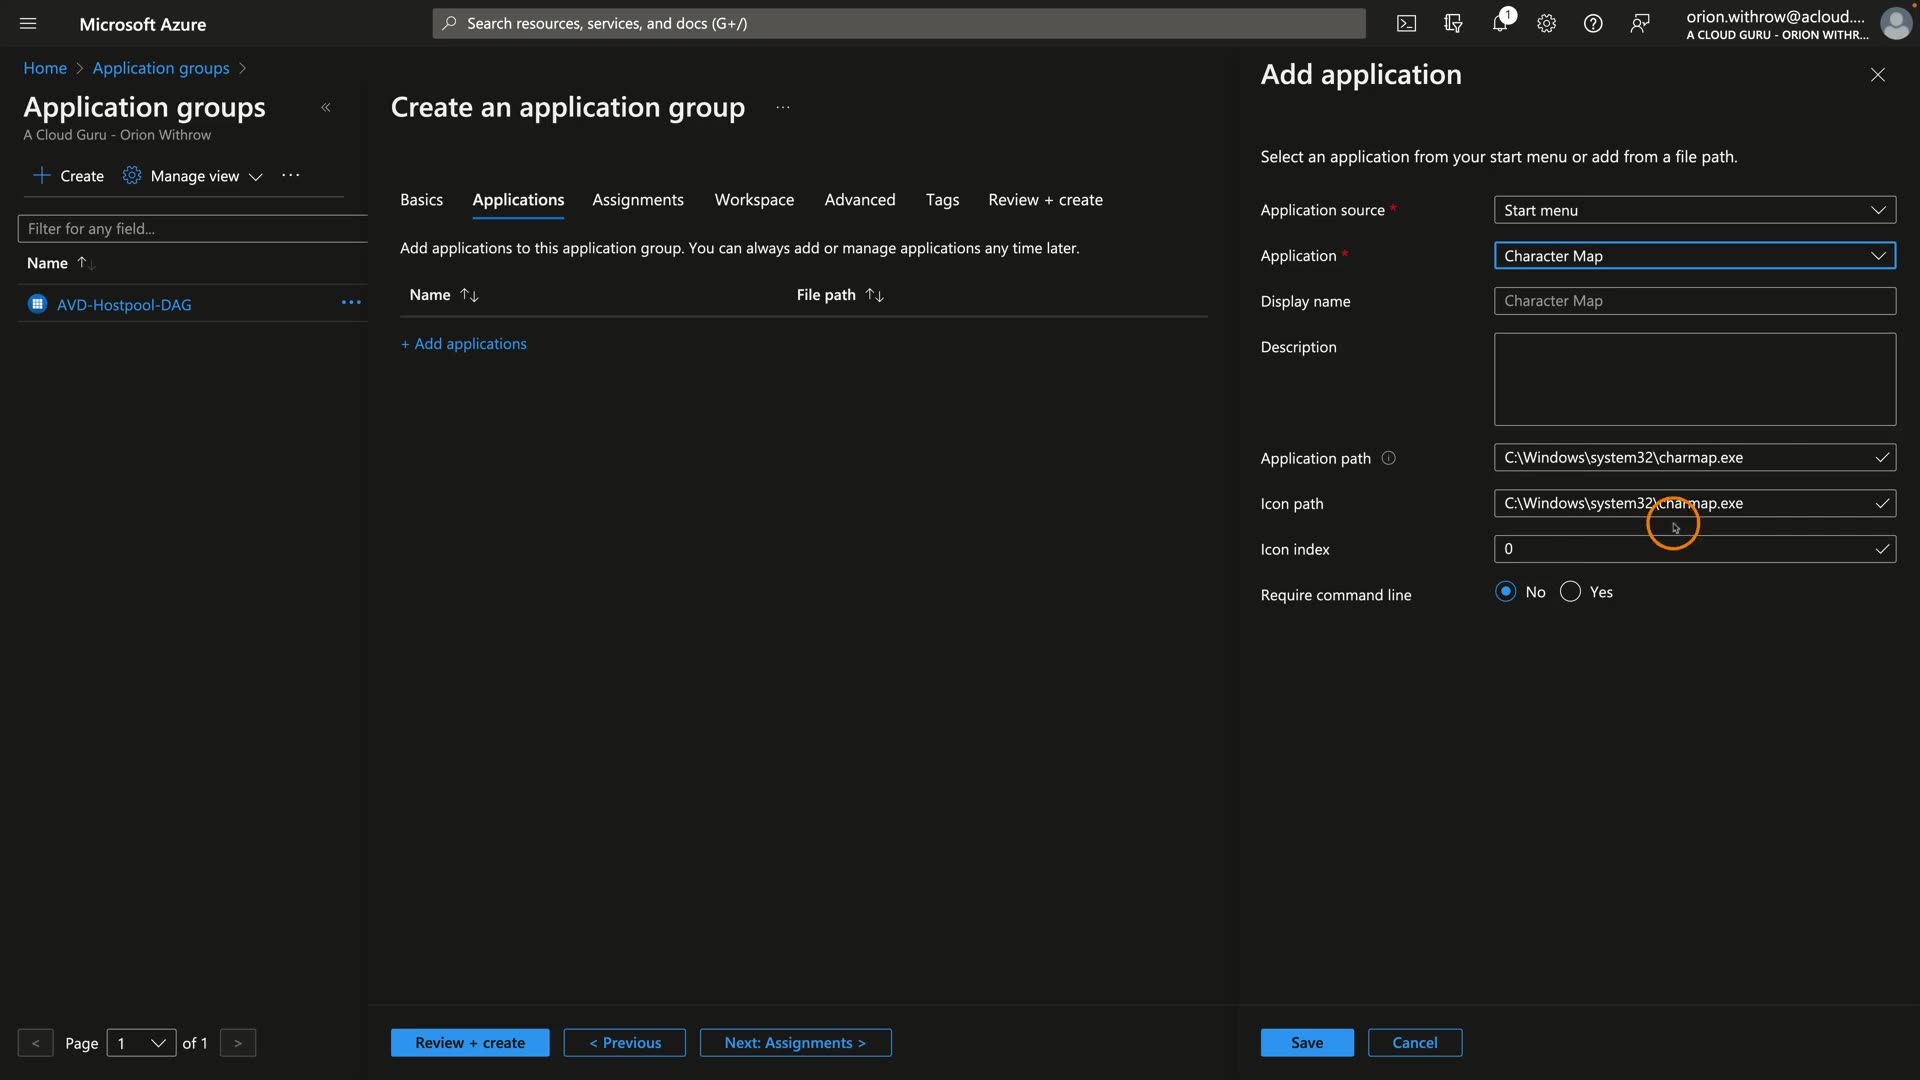 Microsoft Azure
Search resources, services, and docs (G+/)
1
orion.withrow@acloud....
A CLOUD GURU - ORION WITHR...
Home > Application groups >
Application groups
«
A Cloud Guru - Orion Withrow
+ Create
Manage view
...
Filter for any field...
Name ↑↓
AVD-Hostpool-DAG
...
< Page 1 of 1 >
Create an application group
...
Basics
Applications
Assignments
Workspace
Advanced
Tags
Review + create
Add applications to this application group. You can always add or manage applications any time later.
Name ↑↓
File path ↑↓
+ Add applications
Review + create
< Previous
Next: Assignments >
Add application
Select an application from your start menu or add from a file path.
Application source *
Start menu
Application *
Character Map
Display name
Character Map
Description
Application path
C:\Windows\system32\charmap.exe
Icon path
C:\Windows\system32\charmap.exe
Icon index
0
Require command line
No
Yes
Save
Cancel